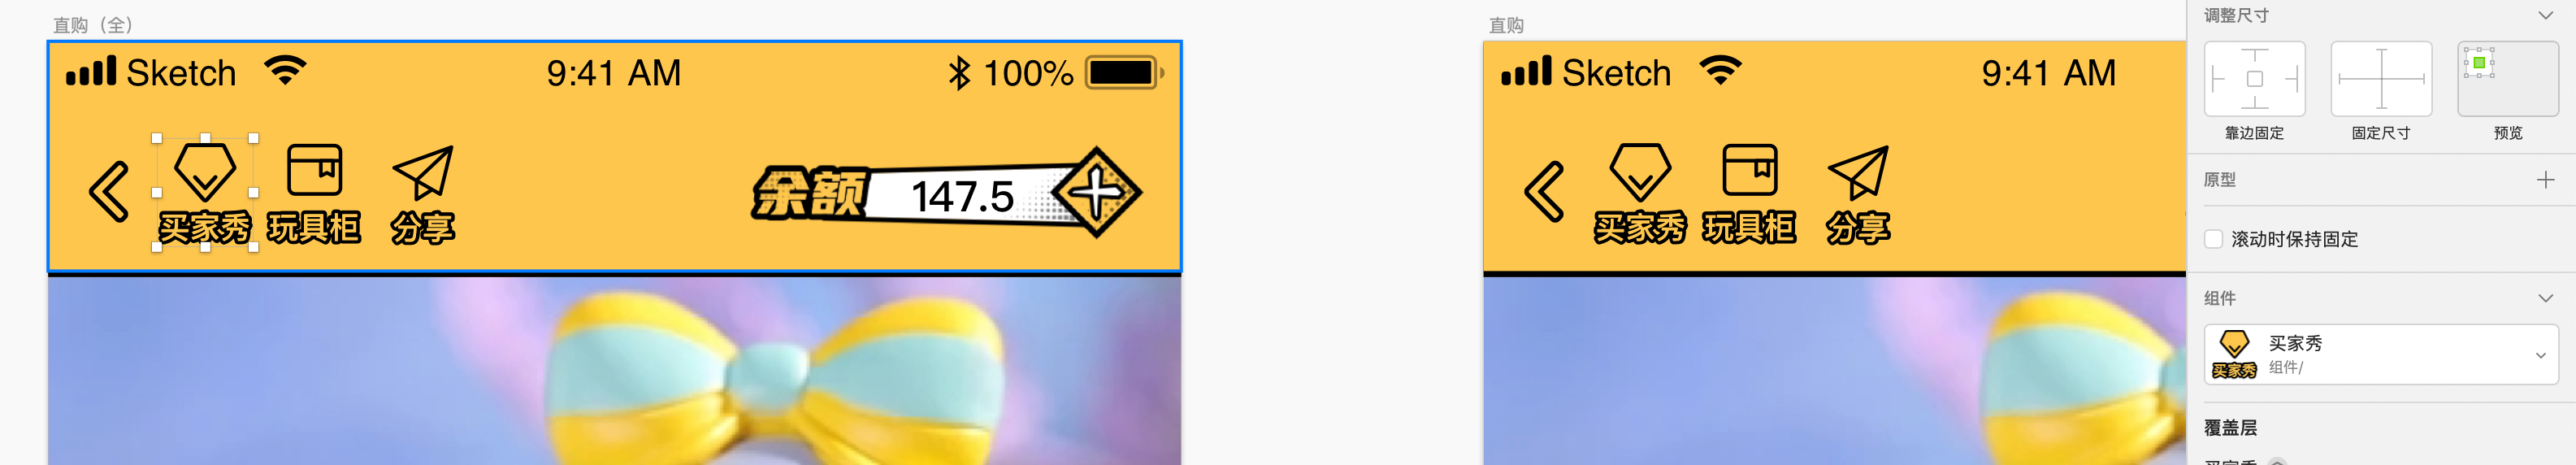 直购（全）
Sketch
9:41 AM
100%
买家秀
玩具柜
分享
余额
147.5
直购
Sketch
9:41 AM
买家秀
玩具柜
分享
调整尺寸
靠边固定
固定尺寸
预览
原型
滚动时保持固定
组件
买家秀
买家秀
组件/
覆盖层
买家秀